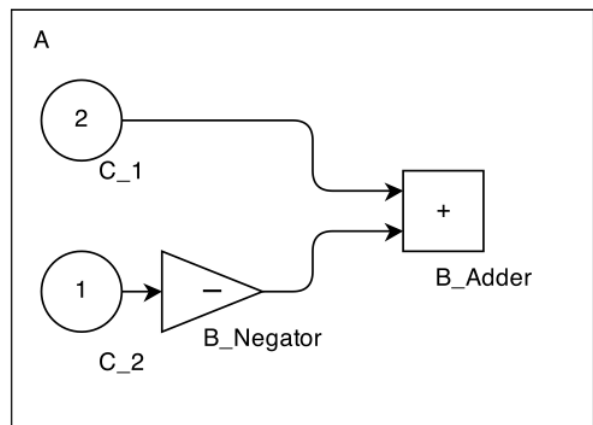 A
2
C_1
+
B_Adder
1
−
B_Negator
C_2